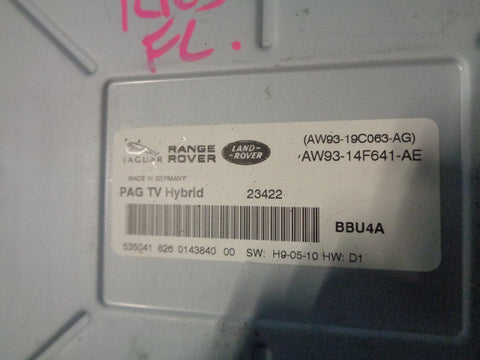 FL.
JAGUAR
RANGE ROVER
LAND-ROVER
(AW93-19C063-AG)
AW93-14F641-AE
MADE IN GERMANY
PAG TV Hybrid 23422
BBU4A
535041 826 0143840 00 SW: H9-05-10 HW: D1